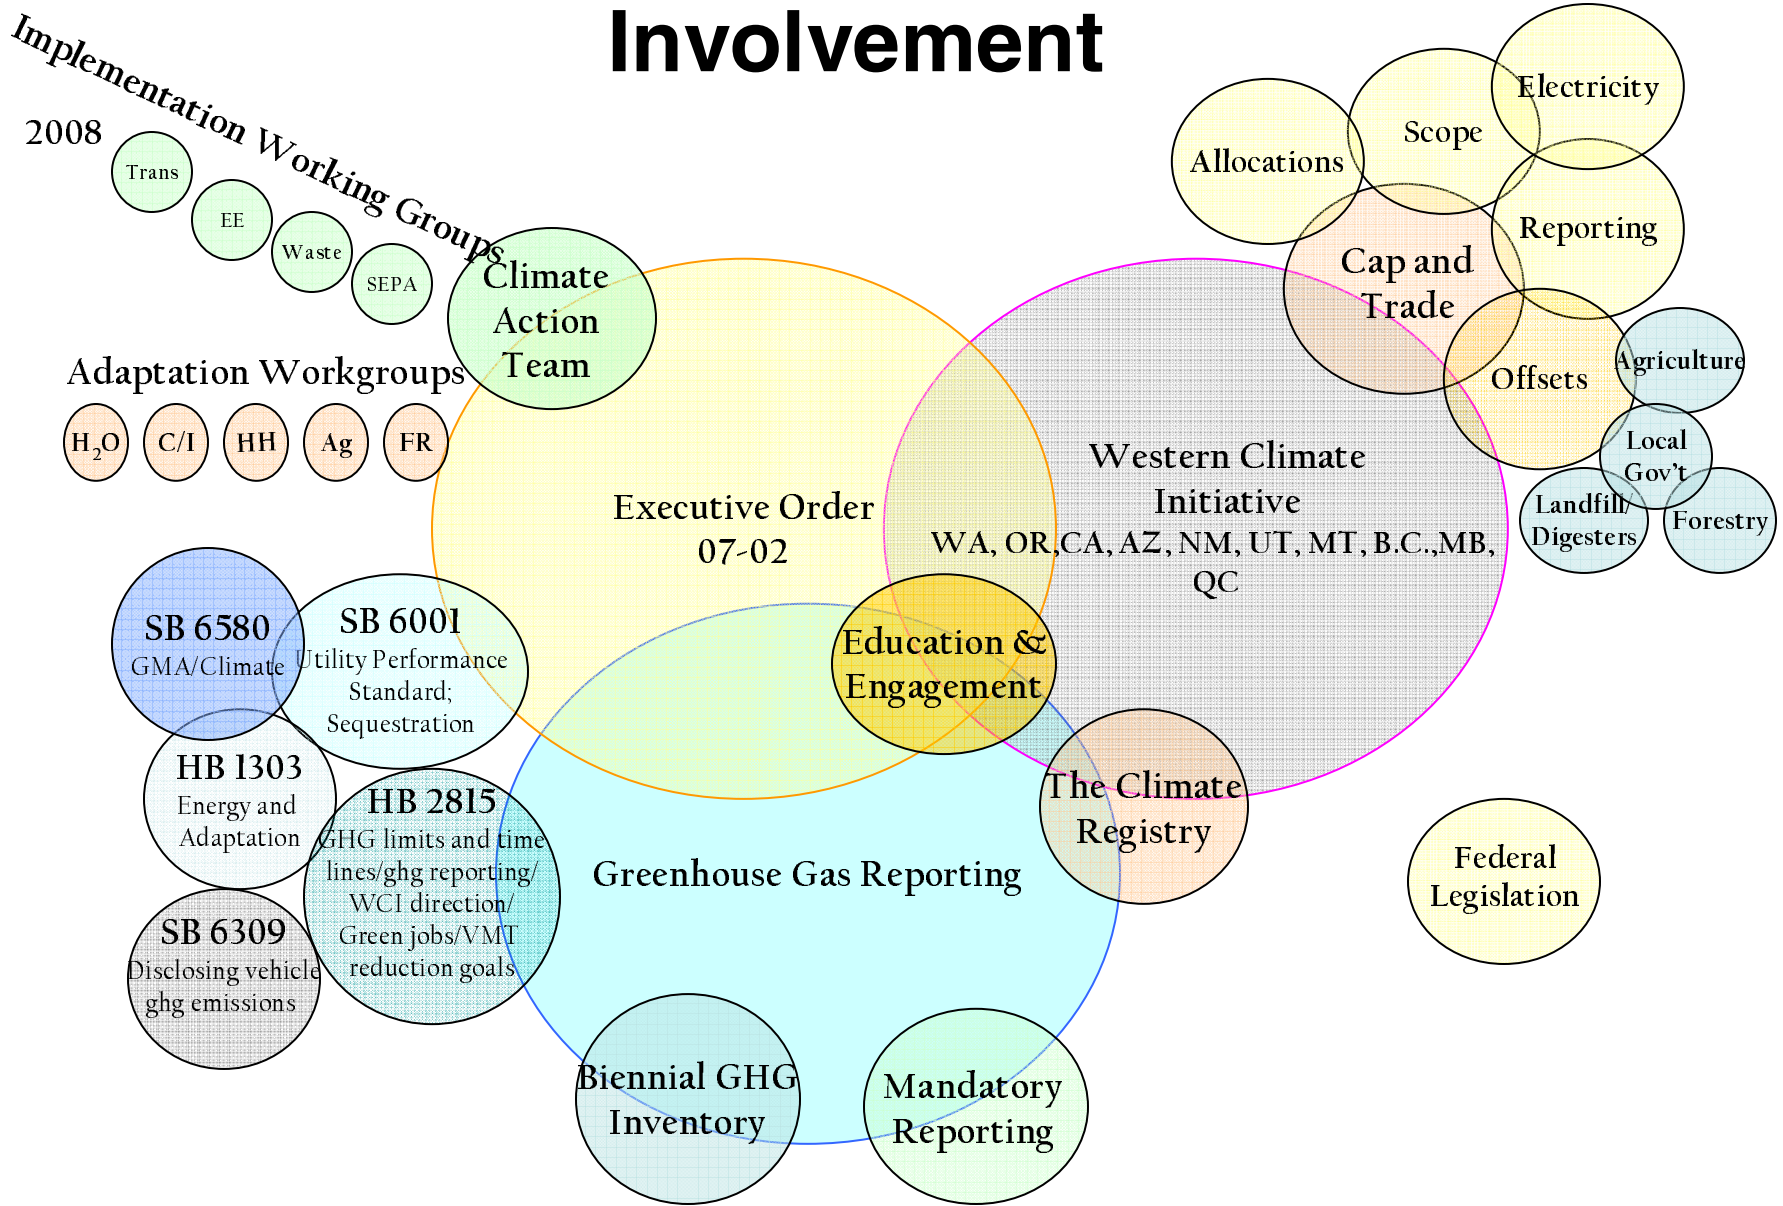 Involvement
Implementation Working Groups
2008
Trans
EE
Waste
SEPA
Climate
Action
Team
Adaptation Workgroups
H₂O
C/I
HH
Ag
FR
Executive Order
07-02
Western Climate
Initiative
WA, OR,CA, AZ, NM, UT, MT, B.C.,MB,
QC
Allocations
Scope
Electricity
Reporting
Cap and
Trade
Offsets
Agriculture
Local
Gov't
Landfill/
Digesters
Forestry
SB 6580
GMA/Climate
SB 6001
Utility Performance
Standard;
Sequestration
Education &
Engagement
HB 1303
Energy and
Adaptation
HB 2815
GHG limits and time
lines/ghg reporting/
WCI direction/
Green jobs/VMT
reduction goals
SB 6309
Disclosing vehicle
ghg emissions
Greenhouse Gas Reporting
The Climate
Registry
Federal
Legislation
Biennial GHG
Inventory
Mandatory
Reporting